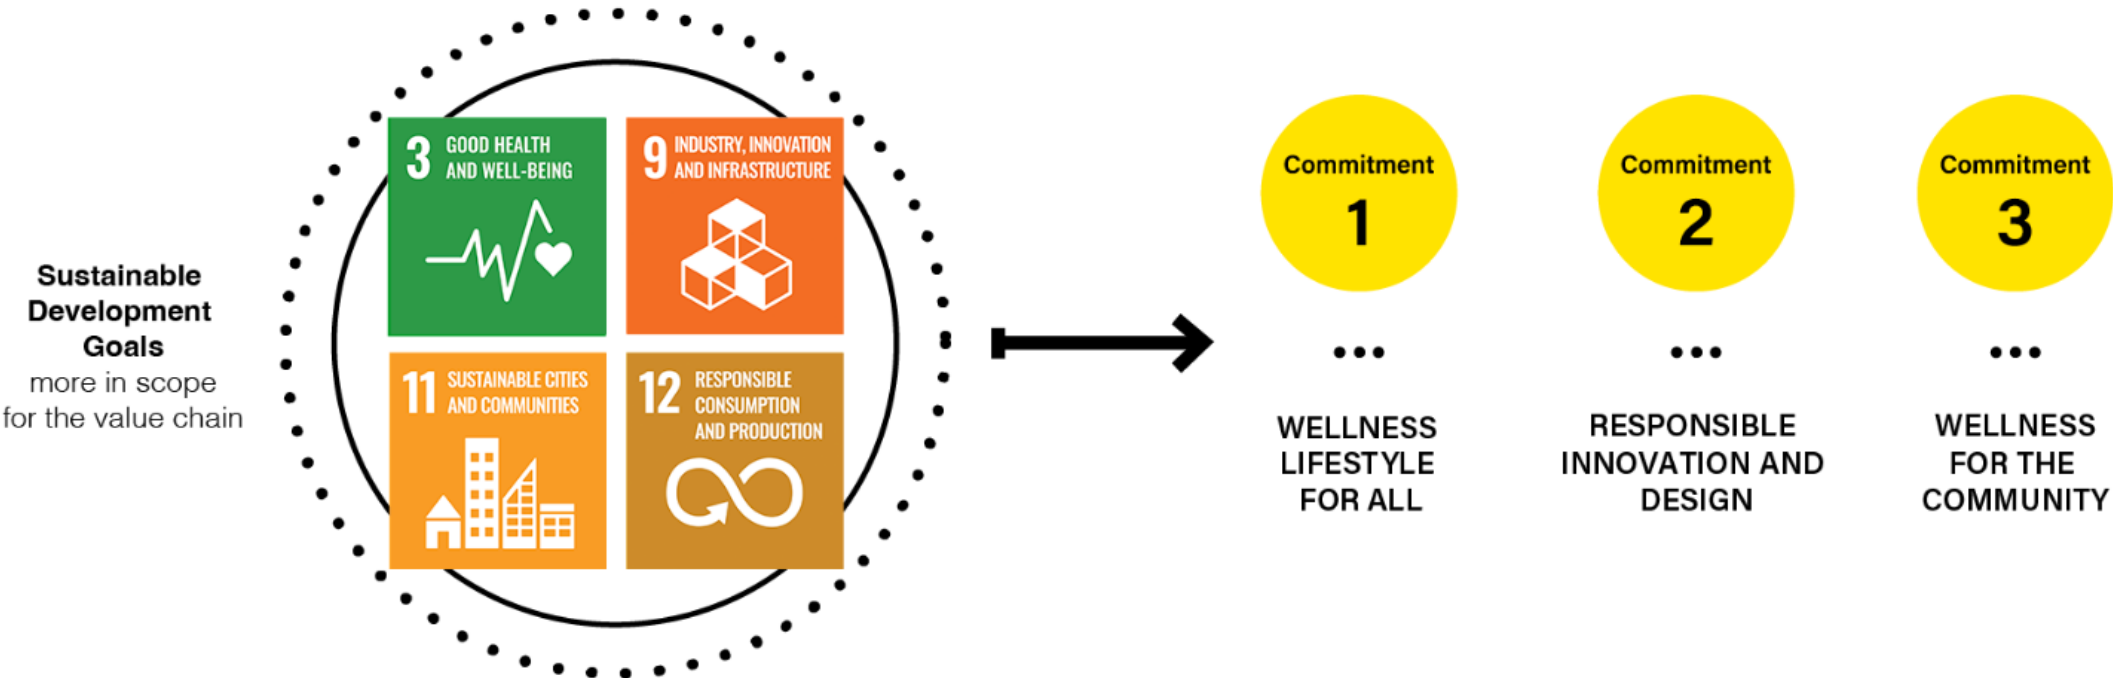 Sustainable
Development
Goals
more in scope
for the value chain
3
GOOD HEALTH
AND WELL-BEING
9
INDUSTRY, INNOVATION
AND INFRASTRUCTURE
11
SUSTAINABLE CITIES
AND COMMUNITIES
12
RESPONSIBLE
CONSUMPTION
AND PRODUCTION
Commitment
1
•••
WELLNESS
LIFESTYLE
FOR ALL
Commitment
2
•••
RESPONSIBLE
INNOVATION AND
DESIGN
Commitment
3
•••
WELLNESS
FOR THE
COMMUNITY